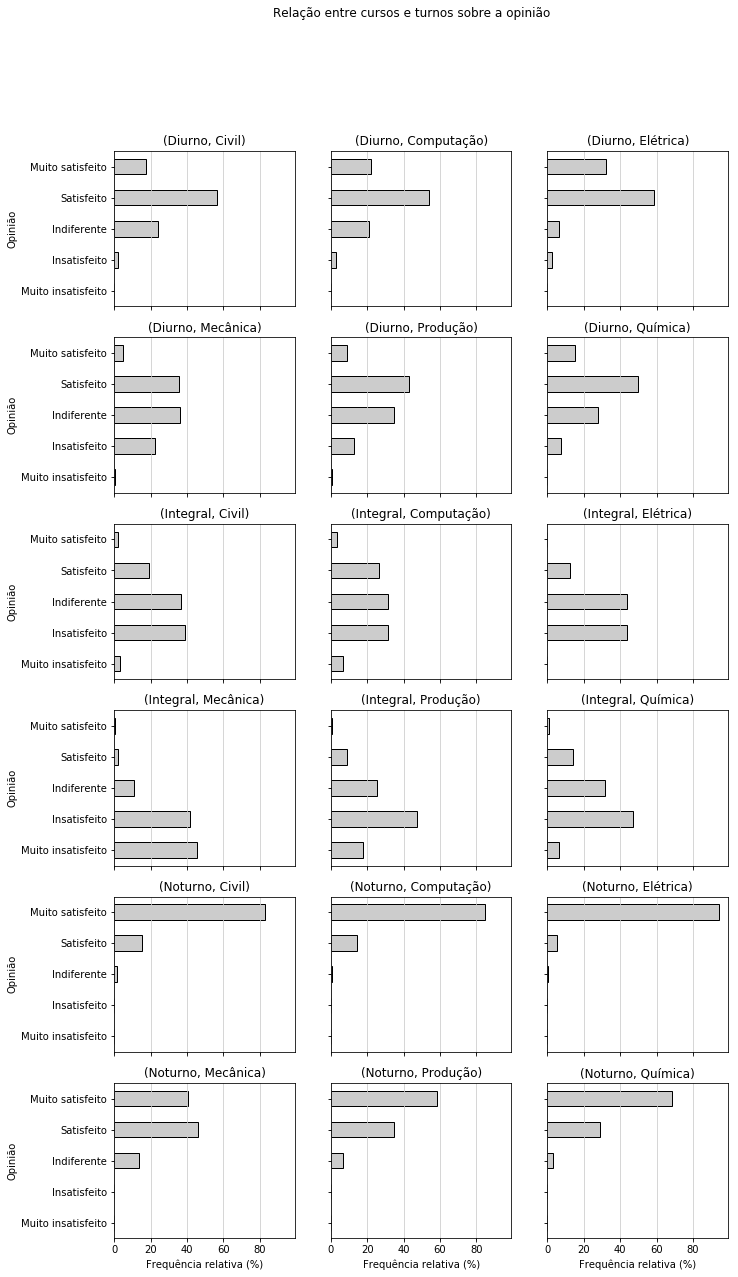 Relação entre cursos e turnos sobre a opinião
(Diurno, Civil) (Diurno, Computação) (Diurno, Elétrica)
Opinião
Muito satisfeito
Satisfeito
Indiferente
Insatisfeito
Muito insatisfeito
(Diurno, Mecânica) (Diurno, Produção) (Diurno, Química)
Opinião
Muito satisfeito
Satisfeito
Indiferente
Insatisfeito
Muito insatisfeito
(Integral, Civil) (Integral, Computação) (Integral, Elétrica)
Opinião
Muito satisfeito
Satisfeito
Indiferente
Insatisfeito
Muito insatisfeito
(Integral, Mecânica) (Integral, Produção) (Integral, Química)
Opinião
Muito satisfeito
Satisfeito
Indiferente
Insatisfeito
Muito insatisfeito
(Noturno, Civil) (Noturno, Computação) (Noturno, Elétrica)
Opinião
Muito satisfeito
Satisfeito
Indiferente
Insatisfeito
Muito insatisfeito
(Noturno, Mecânica) (Noturno, Produção) (Noturno, Química)
Opinião
Muito satisfeito
Satisfeito
Indiferente
Insatisfeito
Muito insatisfeito
0 20 40 60 80 0 20 40 60 80 0 20 40 60 80
Frequência relativa (%) Frequência relativa (%) Frequência relativa (%)